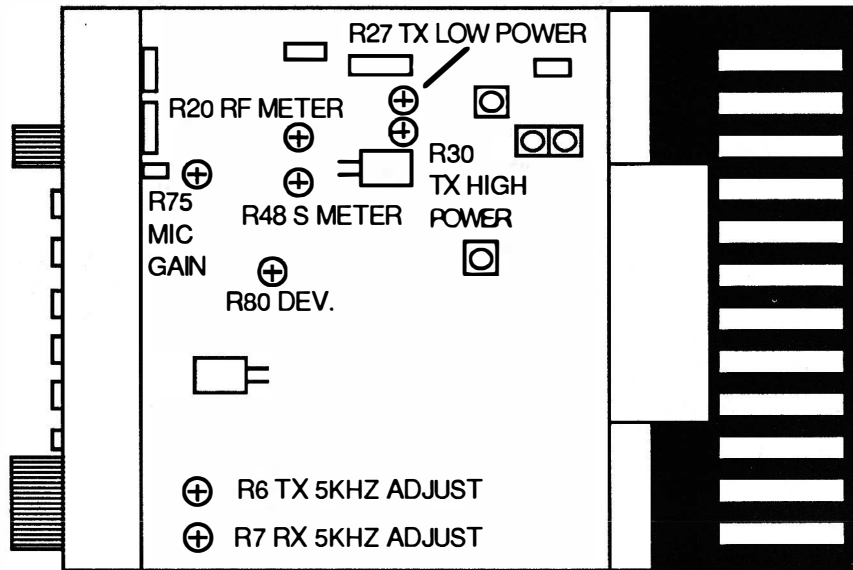 R27 TX LOW POWER
R20 RF METER
R30
TX HIGH
POWER
R75
MIC
GAIN
R48 S METER
R80 DEV.
R6 TX 5KHZ ADJUST
R7 RX 5KHZ ADJUST